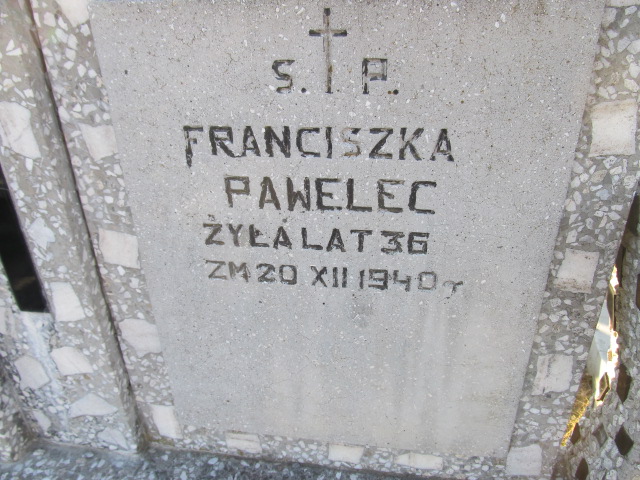 S. P.
FRANCISZKA
PAWELEC
ŻYŁA LAT 36
ZM 20 XII 1940 r